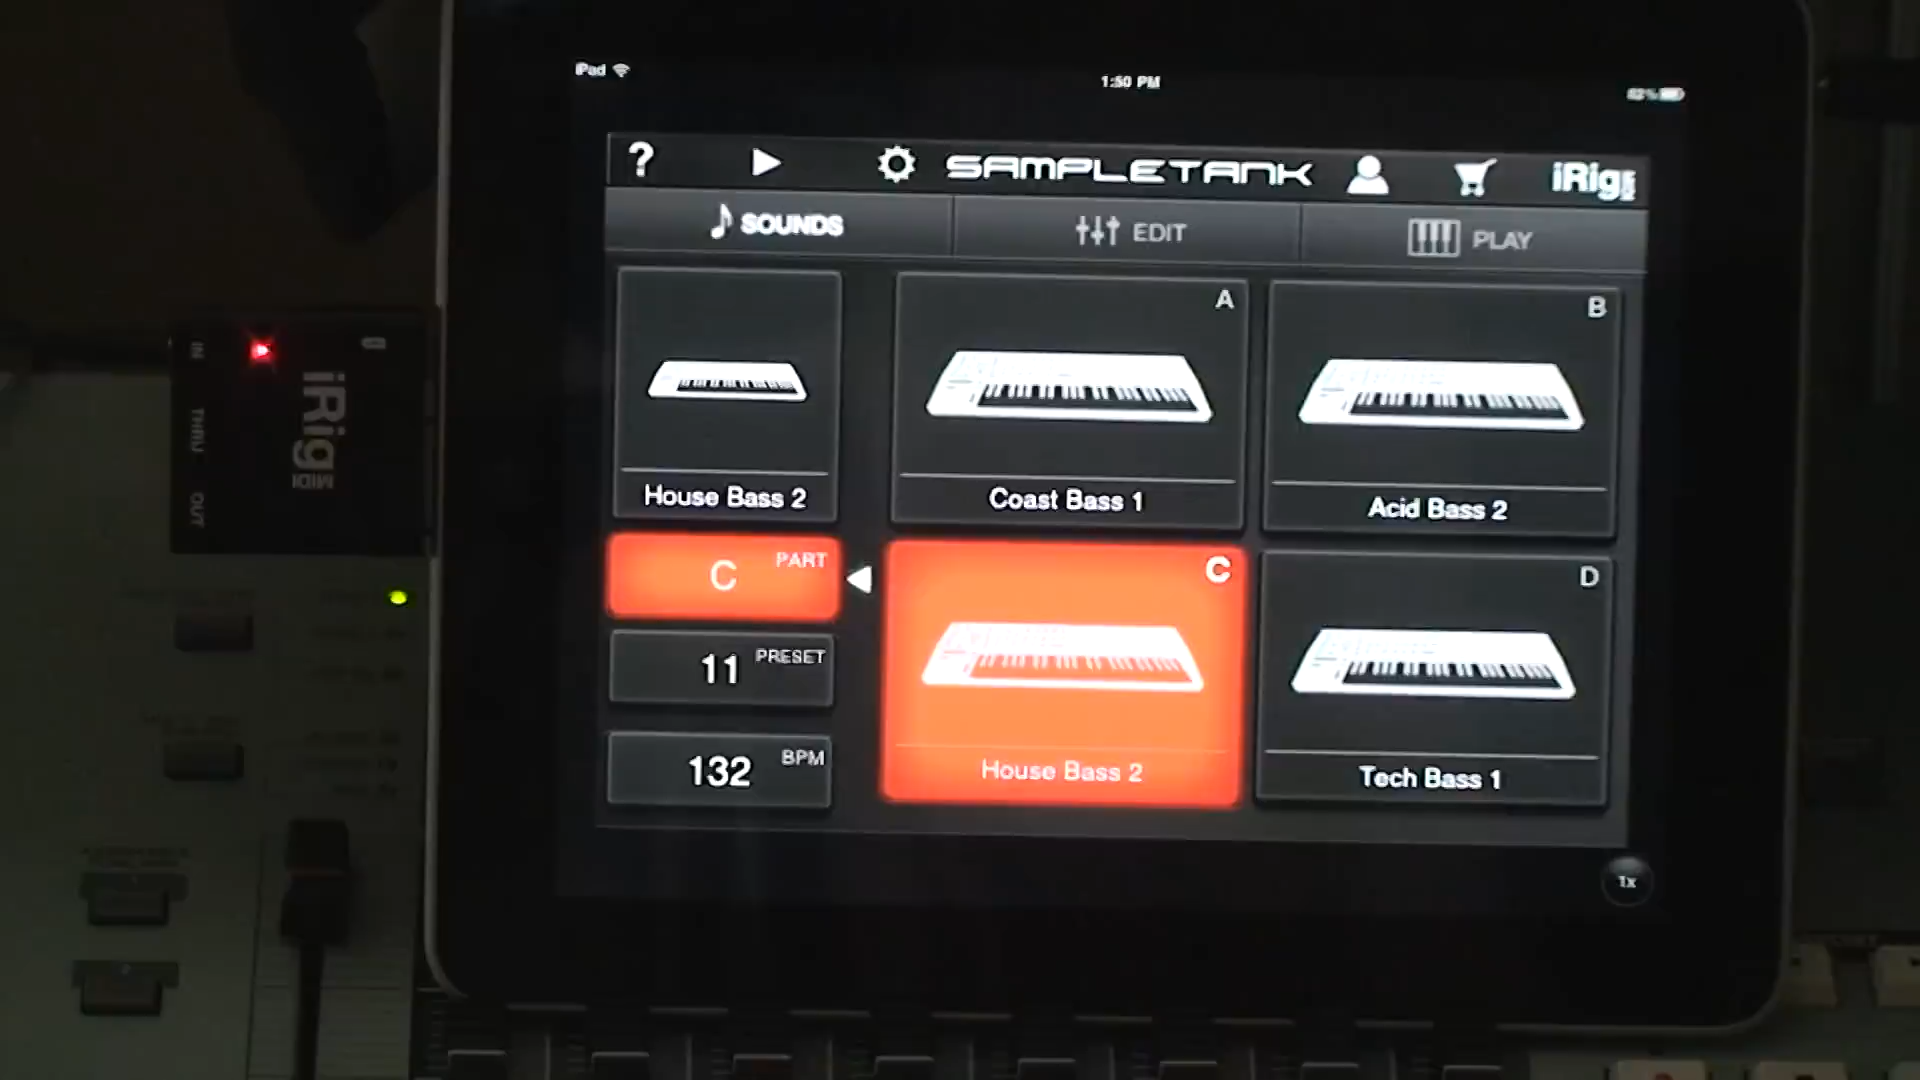 iPad
1:50 PM
82%
? SAMPLETANK iRig
SOUNDS EDIT PLAY
House Bass 2
A
Coast Bass 1
B
Acid Bass 2
C PART
11 PRESET
132 BPM
C
House Bass 2
D
Tech Bass 1
1x
iRig
MIDI
IN
THRU
OUT